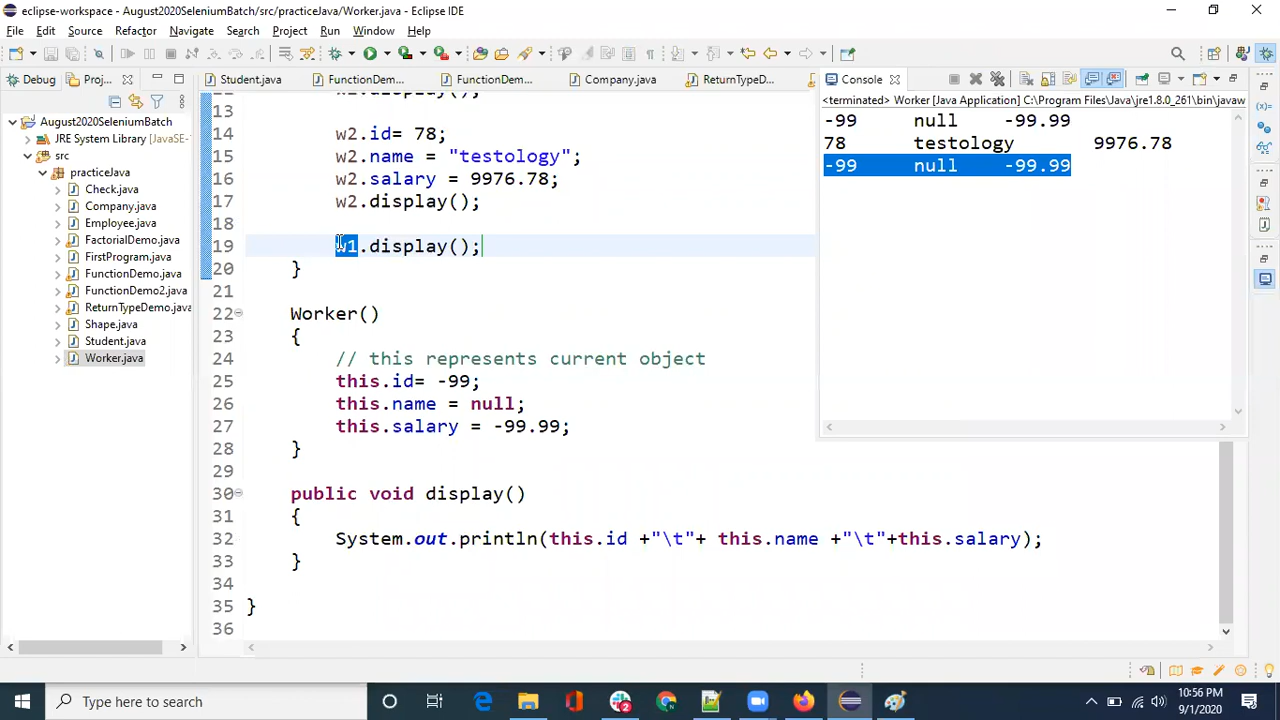 eclipse-workspace - August2020SeleniumBatch/src/practiceJava/Worker.java - Eclipse IDE
File Edit Source Refactor Navigate Search Project Run Window Help
Debug Proj...
Student.java FunctionDem... FunctionDem... Company.java ReturnTypeD... Console
August2020SeleniumBatch
JRE System Library [JavaSE-
src
practiceJava
Check.java
Company.java
Employee.java
FactorialDemo.java
FirstProgram.java
FunctionDemo.java
FunctionDemo2.java
ReturnTypeDemo.java
Shape.java
Student.java
Worker.java
13
14 w2.id= 78;
15 w2.name = "testology";
16 w2.salary = 9976.78;
17 w2.display();
18
19 w1.display();
20 }
21
22 Worker()
23 {
24 // this represents current object
25 this.id= -99;
26 this.name = null;
27 this.salary = -99.99;
28 }
29
30 public void display()
31 {
32 System.out.println(this.id +"\t"+ this.name +"\t"+this.salary);
33 }
34
35 }
36
<terminated> Worker [Java Application] C:\Program Files\Java\jre1.8.0_261\bin\javaw
-99 null -99.99
78 testology 9976.78
-99 null -99.99
Type here to search
2
10:56 PM
9/1/2020